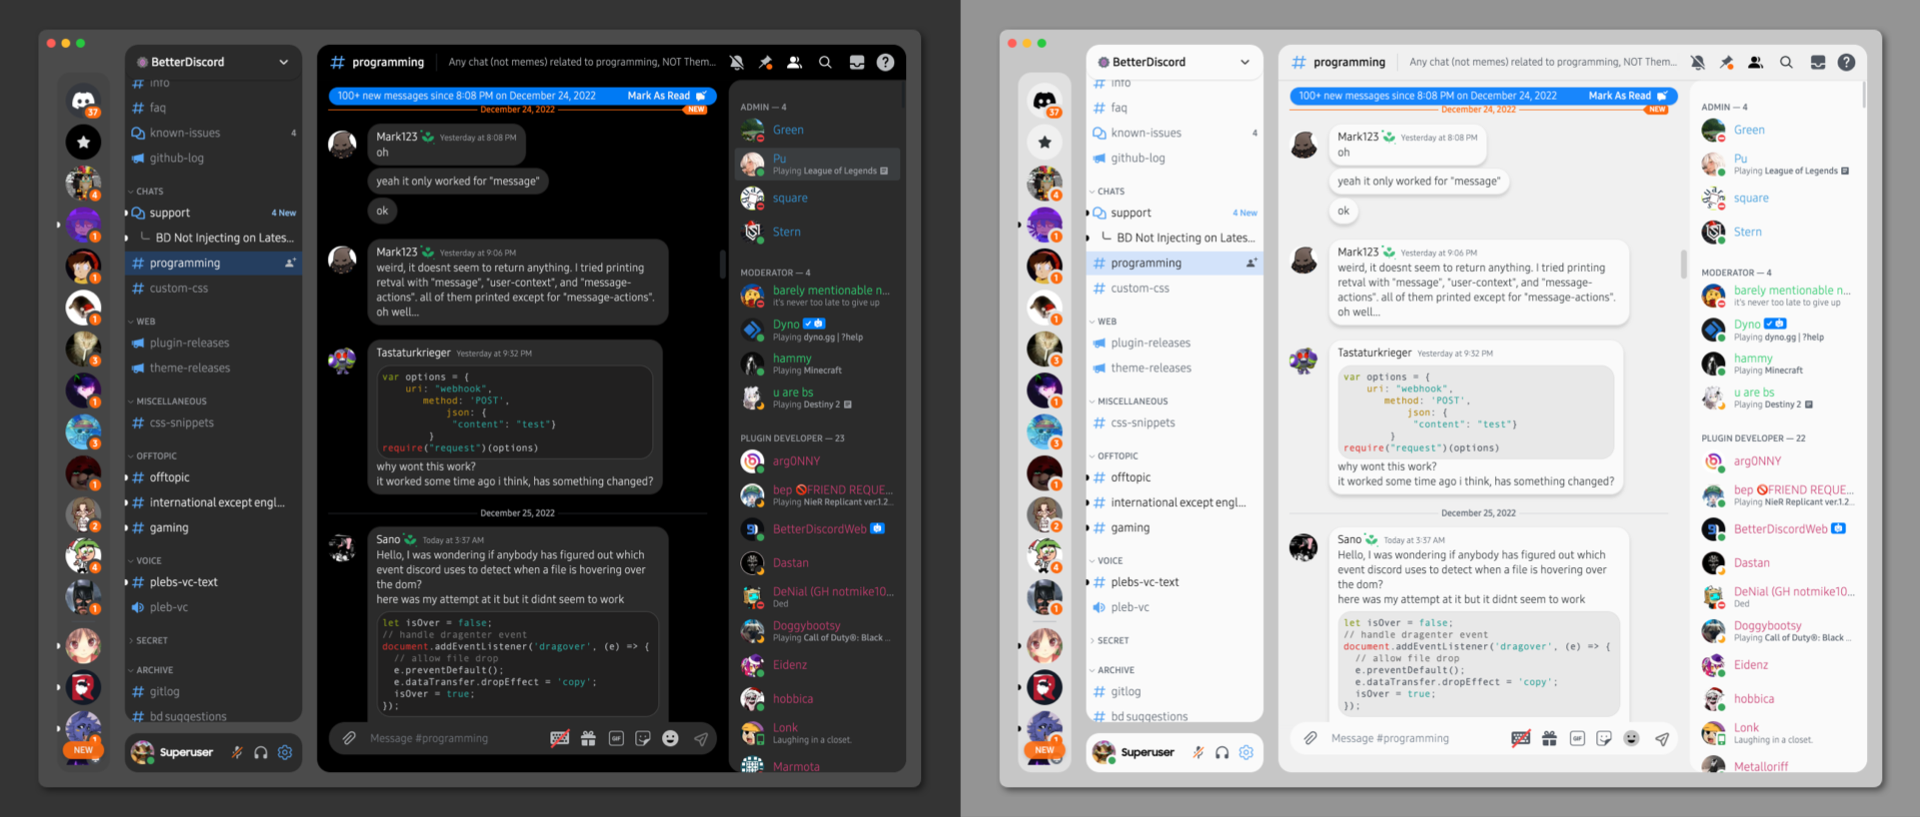 BetterDiscord
info
faq
known-issues 4
github-log
CHATS
support 4 New
BD Not Injecting on Lates...
programming
custom-css
WEB
plugin-releases
theme-releases
MISCELLANEOUS
css-snippets
OFFTOPIC
offtopic
international except engl...
gaming
VOICE
plebs-vc-text
pleb-vc
SECRET
ARCHIVE
gitlog
bd suggestions
37
4
1
1
1
3
1
3
1
2
4
1
1
NEW
Superuser
# programming Any chat (not memes) related to programming, NOT Them...
100+ new messages since 8:08 PM on December 24, 2022 Mark As Read
December 24, 2022 NEW
Mark123 Yesterday at 8:08 PM
oh
yeah it only worked for "message"
ok
Mark123 Yesterday at 9:06 PM
weird, it doesnt seem to return anything. I tried printing
retval with "message", "user-context", and "message-
actions". all of them printed except for "message-actions".
oh well...
Tastaturkrieger Yesterday at 9:32 PM
var options = {
uri: "webhook",
method: 'POST',
json: {
"content": "test"}
}
require("request")(options)
why wont this work?
it worked some time ago i think, has something changed?
December 25, 2022
Sano Today at 3:37 AM
Hello, I was wondering if anybody has figured out which
event discord uses to detect when a file is hovering over
the dom?
here was my attempt at it but it didnt seem to work
let isOver = false;
// handle dragenter event
document.addEventListener('dragover', (e) => {
// allow file drop
e.preventDefault();
e.dataTransfer.dropEffect = 'copy';
isOver = true;
});
Message #programming GIF
ADMIN — 4
Green
Pu
Playing League of Legends
square
Stern
MODERATOR — 4
barely mentionable n...
it's never too late to give up
Dyno
Playing dyno.gg | ?help
hammy
Playing Minecraft
u are bs
Playing Destiny 2
PLUGIN DEVELOPER — 23
arg0NNY
bep 🚫FRIEND REQUE...
Playing NieR Replicant ver.1.2...
BetterDiscordWeb
Dastan
DeNial (GH notmike10...
Ded
Doggybootsy
Playing Call of Duty®: Black ...
Eidenz
hobbica
Lonk
Laughing in a closet.
Marmota
BetterDiscord
info
faq
known-issues 4
github-log
CHATS
support 4 New
BD Not Injecting on Lates...
programming
custom-css
WEB
plugin-releases
theme-releases
MISCELLANEOUS
css-snippets
OFFTOPIC
offtopic
international except engl...
gaming
VOICE
plebs-vc-text
pleb-vc
SECRET
ARCHIVE
gitlog
bd suggestions
37
4
1
1
1
3
1
3
1
2
4
1
1
NEW
Superuser
# programming Any chat (not memes) related to programming, NOT Them...
100+ new messages since 8:08 PM on December 24, 2022 Mark As Read
December 24, 2022 NEW
Mark123 Yesterday at 8:08 PM
oh
yeah it only worked for "message"
ok
Mark123 Yesterday at 9:06 PM
weird, it doesnt seem to return anything. I tried printing
retval with "message", "user-context", and "message-
actions". all of them printed except for "message-actions".
oh well...
Tastaturkrieger Yesterday at 9:32 PM
var options = {
uri: "webhook",
method: 'POST',
json: {
"content": "test"}
}
require("request")(options)
why wont this work?
it worked some time ago i think, has something changed?
December 25, 2022
Sano Today at 3:37 AM
Hello, I was wondering if anybody has figured out which
event discord uses to detect when a file is hovering over
the dom?
here was my attempt at it but it didnt seem to work
let isOver = false;
// handle dragenter event
document.addEventListener('dragover', (e) => {
// allow file drop
e.preventDefault();
e.dataTransfer.dropEffect = 'copy';
isOver = true;
});
Message #programming GIF
ADMIN — 4
Green
Pu
Playing League of Legends
square
Stern
MODERATOR — 4
barely mentionable n...
it's never too late to give up
Dyno
Playing dyno.gg | ?help
hammy
Playing Minecraft
u are bs
Playing Destiny 2
PLUGIN DEVELOPER — 22
arg0NNY
bep 🚫FRIEND REQUE...
Playing NieR Replicant ver.1.2...
BetterDiscordWeb
Dastan
DeNial (GH notmike10...
Ded
Doggybootsy
Playing Call of Duty®: Black ...
Eidenz
hobbica
Lonk
Laughing in a closet.
Metalloriff